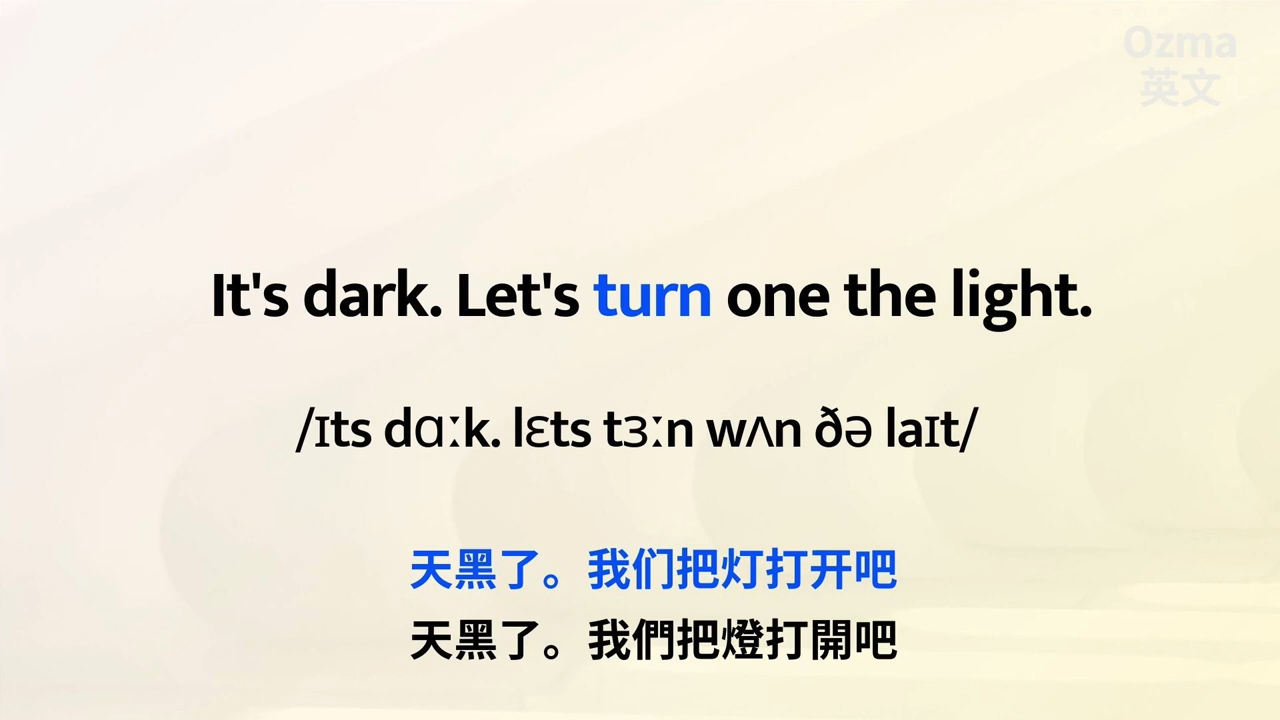 Ozma
英文
It's dark. Let's turn one the light.
/ɪts dɑːk. lɛts tɜːn wʌn ðə laɪt/
天黑了。我们把灯打开吧
天黑了。我們把燈打開吧